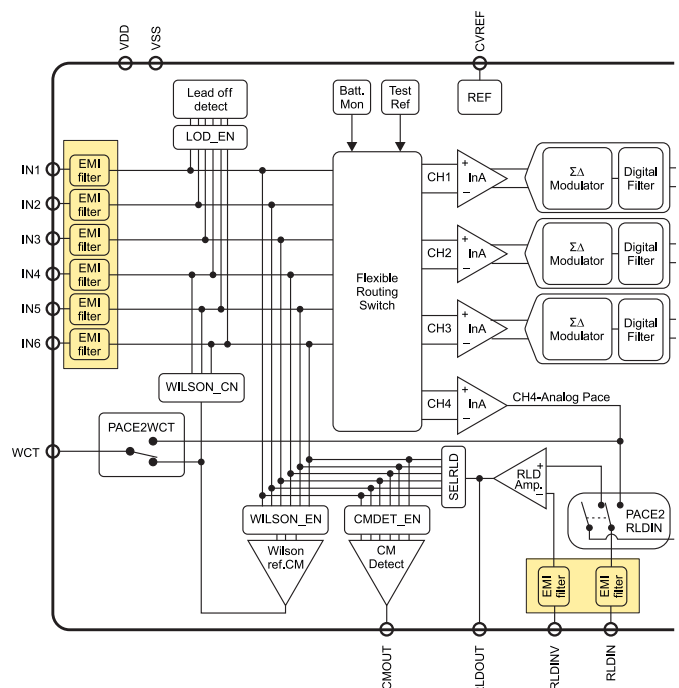 VDD
VSS
CVREF
Lead off
detect
Batt.
Mon
Test
Ref
REF
LOD_EN
IN1
EMI
filter
CH1
+
−
InA
ΣΔ
Modulator
Digital
Filter
IN2
EMI
filter
IN3
EMI
filter
CH2
+
−
InA
ΣΔ
Modulator
Digital
Filter
IN4
EMI
filter
Flexible
Routing
Switch
IN5
EMI
filter
CH3
+
−
InA
ΣΔ
Modulator
Digital
Filter
IN6
EMI
filter
WILSON_CN
CH4
+
−
InA
CH4-Analog Pace
PACE2WCT
WCT
SELRLD
RLD
Amp.
+
−
PACE2
RLDIN
WILSON_EN
CMDET_EN
Wilson
ref.CM
CM
Detect
EMI
filter
EMI
filter
CMOUT
RLDOUT
RLDINV
RLDIN